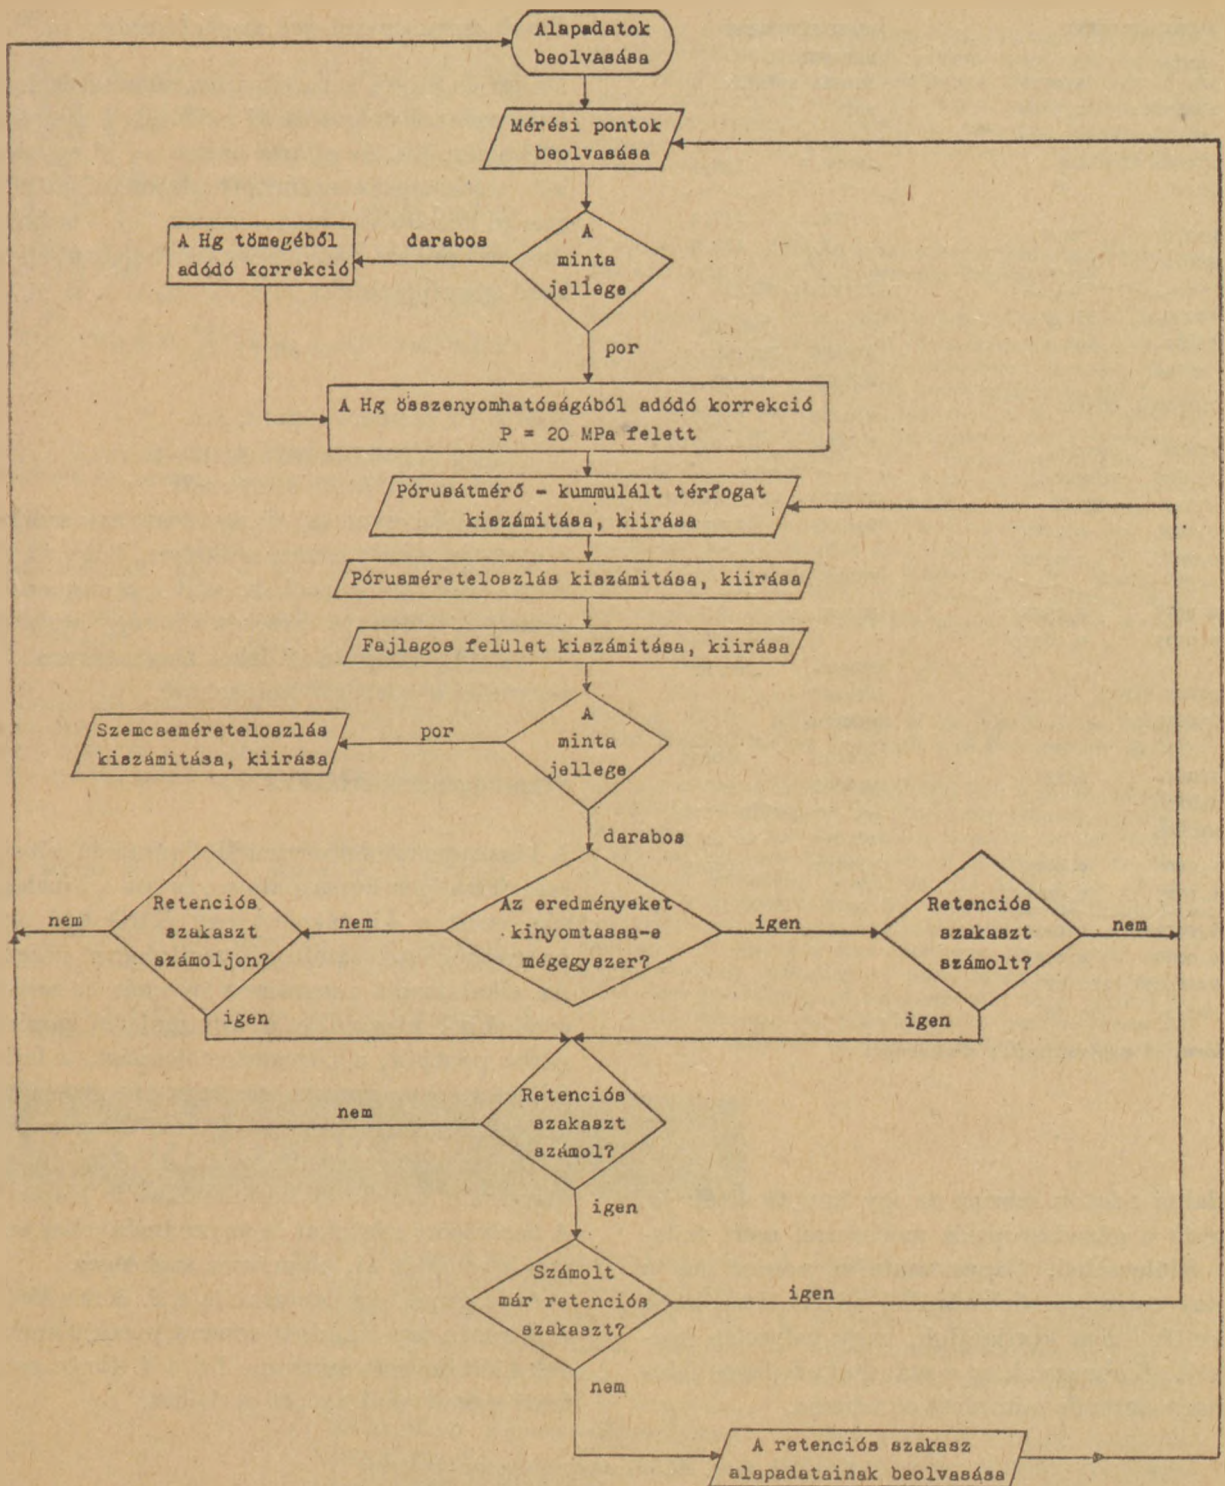 Alapadatok
beolvasása
Mérési pontok
beolvasása
A
minta
jellege
darabos
A Hg tömegéből
adódó korrekció
por
A Hg összenyomhatóságából adódó korrekció
P = 20 MPa felett
Pórusátmérő - kummulált térfogat
kiszámitása, kiirása
Pórusméreteloszlás kiszámitása, kiirása
Fajlagos felület kiszámitása, kiirása
A
minta
jellege
por
Szemcseméreteloszlás
kiszámitása, kiirása
darabos
Az eredményeket
kinyomtassa-e
mégegyszer?
nem
Retenciós
szakaszt
számoljon?
nem
igen
igen
Retenciós
szakaszt
számolt?
nem
igen
Retenciós
szakaszt
számol?
nem
igen
Számolt
már retenciós
szakaszt?
igen
nem
A retenciós szakasz
alapadatainak beolvasása